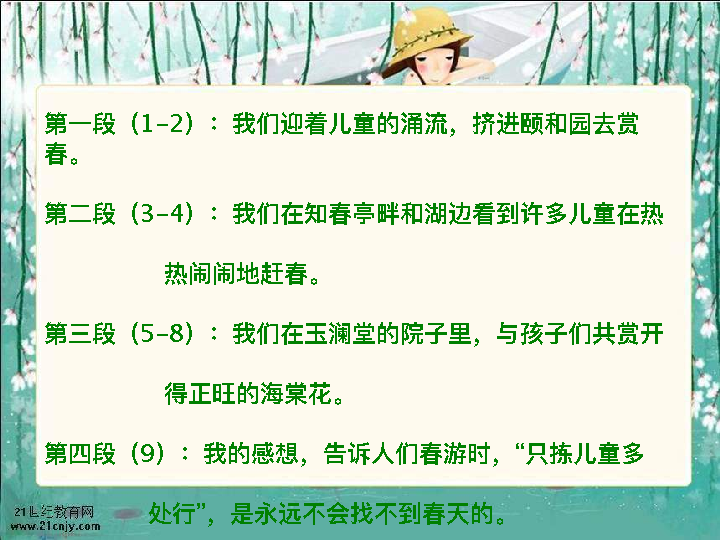 第一段（1-2）：我们迎着儿童的涌流，挤进颐和园去赏
春。
第二段（3-4）：我们在知春亭畔和湖边看到许多儿童在热
热闹闹地赶春。
第三段（5-8）：我们在玉澜堂的院子里，与孩子们共赏开
得正旺的海棠花。
第四段（9）：我的感想，告诉人们春游时，“只拣儿童多
处行”，是永远不会找不到春天的。
21世纪教育网
www.21cnjy.com